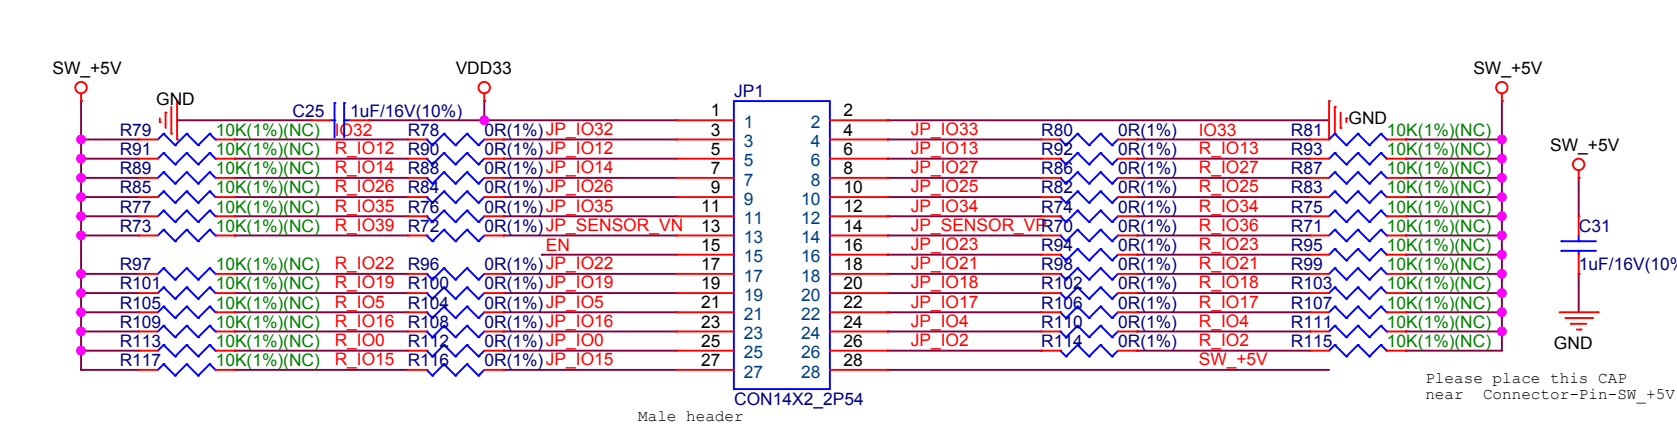 SW_+5V VDD33 SW_+5V
GND C25 1uF/16V(10%) JP1 1 1 2 2 GND
R79 10K(1%)(NC) IO32 R78 0R(1%) JP_IO32 3 3 4 4 JP_IO33 R80 0R(1%) IO33 R81 10K(1%)(NC)
R91 10K(1%)(NC) R_IO12 R90 0R(1%) JP_IO12 5 5 6 6 JP_IO13 R92 0R(1%) R_IO13 R93 10K(1%)(NC)
R89 10K(1%)(NC) R_IO14 R88 0R(1%) JP_IO14 7 7 8 8 JP_IO27 R86 0R(1%) R_IO27 R87 10K(1%)(NC)
R85 10K(1%)(NC) R_IO26 R84 0R(1%) JP_IO26 9 9 10 10 JP_IO25 R82 0R(1%) R_IO25 R83 10K(1%)(NC)
R77 10K(1%)(NC) R_IO35 R76 0R(1%) JP_IO35 11 11 12 12 JP_IO34 R74 0R(1%) R_IO34 R75 10K(1%)(NC)
R73 10K(1%)(NC) R_IO39 R72 0R(1%) JP_SENSOR_VN 13 13 14 14 JP_SENSOR_VP R70 0R(1%) R_IO36 R71 10K(1%)(NC)
EN 15 15 16 16 JP_IO23 R94 0R(1%) R_IO23 R95 10K(1%)(NC)
R97 10K(1%)(NC) R_IO22 R96 0R(1%) JP_IO22 17 17 18 18 JP_IO21 R98 0R(1%) R_IO21 R99 10K(1%)(NC)
R101 10K(1%)(NC) R_IO19 R100 0R(1%) JP_IO19 19 19 20 20 JP_IO18 R102 0R(1%) R_IO18 R103 10K(1%)(NC)
R105 10K(1%)(NC) R_IO5 R104 0R(1%) JP_IO5 21 21 22 22 JP_IO17 R106 0R(1%) R_IO17 R107 10K(1%)(NC)
R109 10K(1%)(NC) R_IO16 R108 0R(1%) JP_IO16 23 23 24 24 JP_IO4 R110 0R(1%) R_IO4 R111 10K(1%)(NC)
R113 10K(1%)(NC) R_IO0 R112 0R(1%) JP_IO0 25 25 26 26 JP_IO2 R114 0R(1%) R_IO2 R115 10K(1%)(NC)
R117 10K(1%)(NC) R_IO15 R116 0R(1%) JP_IO15 27 27 28 28 SW_+5V
CON14X2_2P54
Male header
SW_+5V
C31
1uF/16V(10%
GND
Please place this CAP
near Connector-Pin-SW_+5V